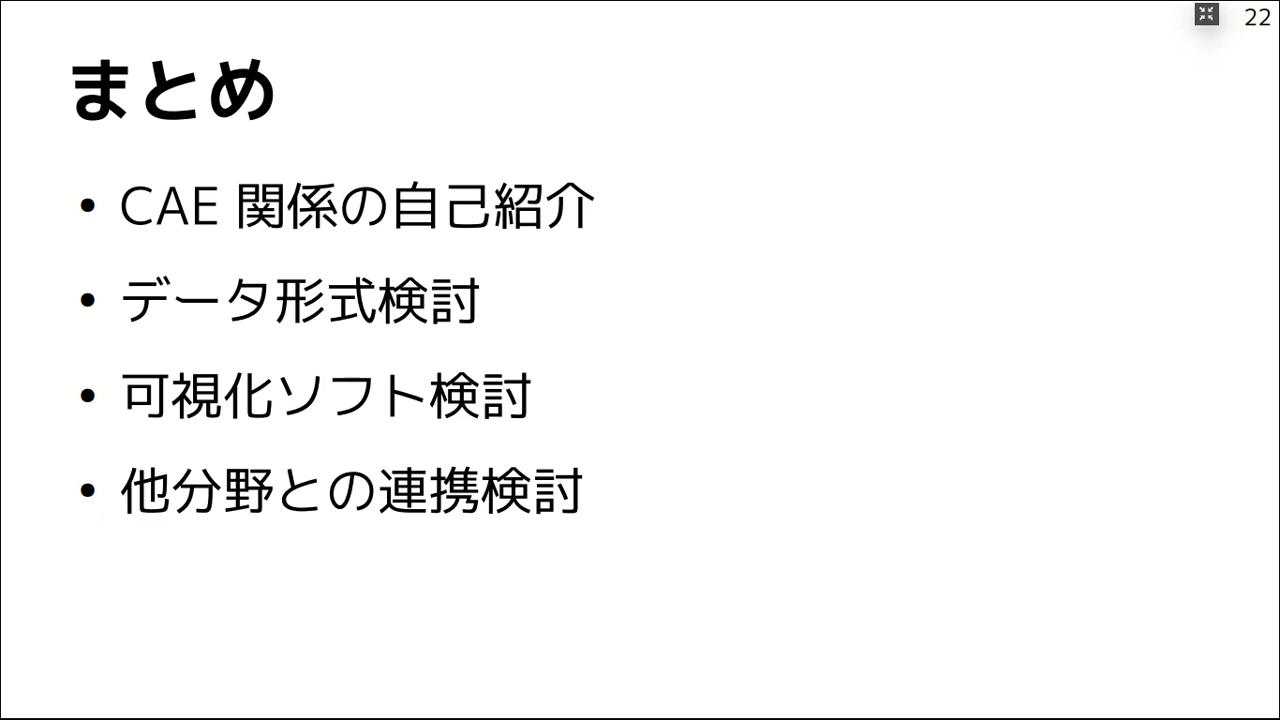 22
まとめ
• CAE 関係の自己紹介
• データ形式検討
• 可視化ソフト検討
• 他分野との連携検討